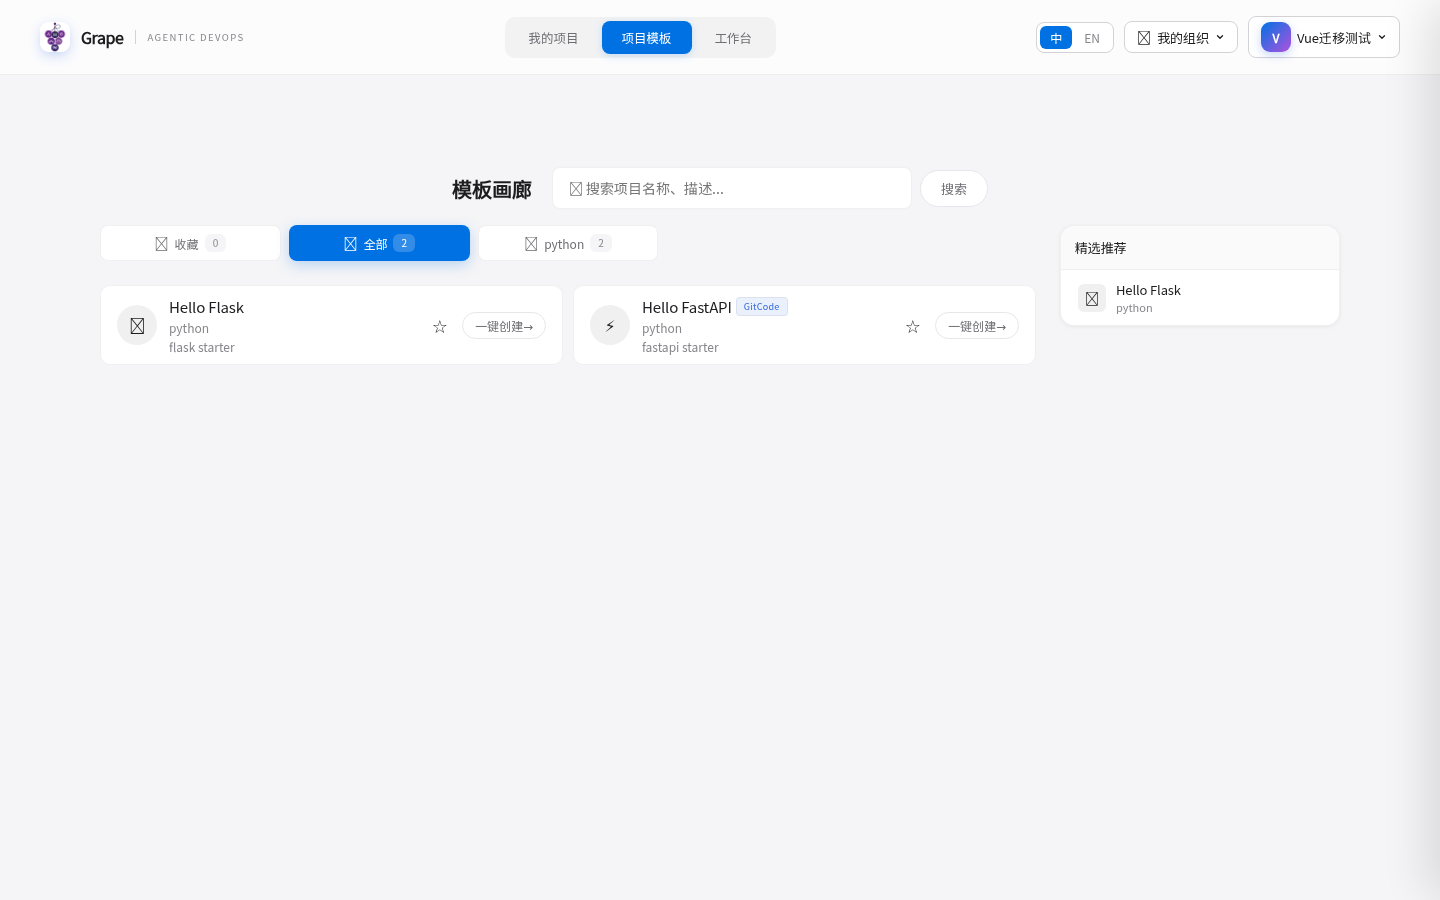 Grape
AGENTIC DEVOPS
我的项目
项目模板
工作台
中
EN
我的组织
V
Vue迁移测试
模板画廊
搜索项目名称、描述...
搜索
收藏 0
全部 2
python 2
精选推荐
Hello Flask
python
Hello Flask
python
flask starter
☆
一键创建→
Hello FastAPI GitCode
python
fastapi starter
☆
一键创建→